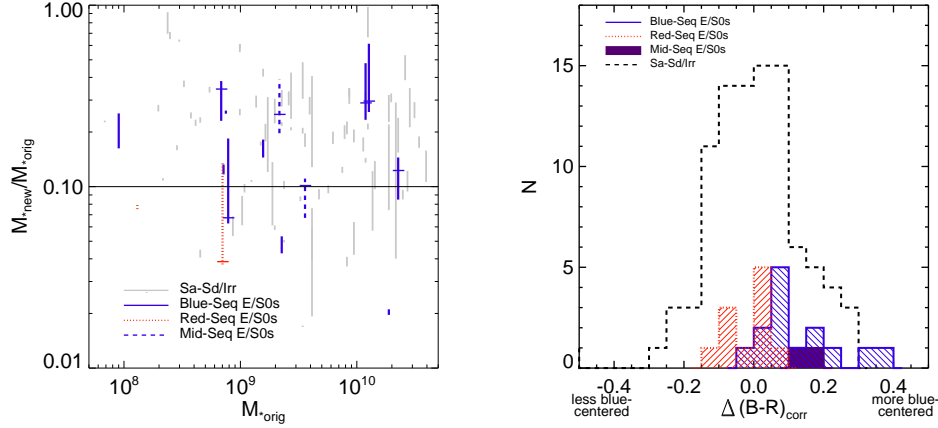 1.00
0.10
0.01
M*new/M*orig
Sa-Sd/Irr
Blue-Seq E/S0s
Red-Seq E/S0s
Mid-Seq E/S0s
10^8
10^9
10^10
M*orig
Blue-Seq E/S0s
Red-Seq E/S0s
Mid-Seq E/S0s
Sa-Sd/Irr
15
10
5
0
N
-0.4
-0.2
0.0
0.2
0.4
less blue-
centered
Δ (B-R)corr
more blue-
centered